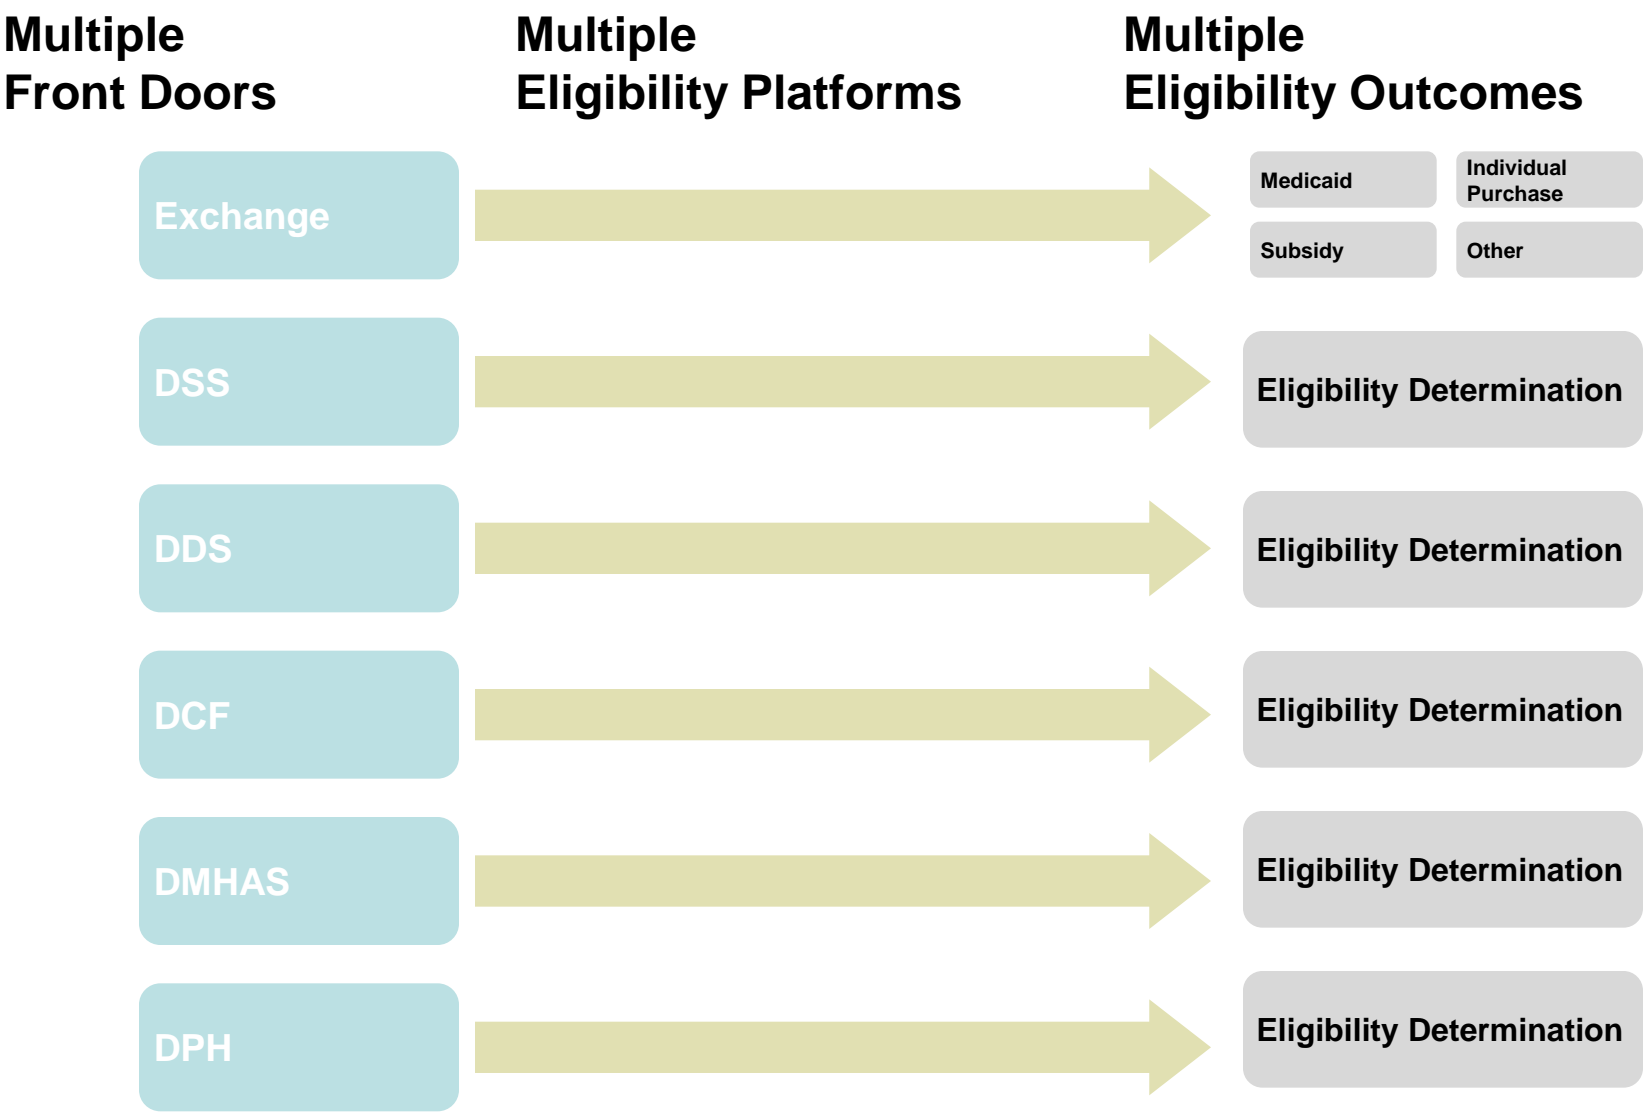 Multiple
Front Doors
Multiple
Eligibility Platforms
Multiple
Eligibility Outcomes
Exchange
Medicaid
Individual
Purchase
Subsidy
Other
DSS
Eligibility Determination
DDS
Eligibility Determination
DCF
Eligibility Determination
DMHAS
Eligibility Determination
DPH
Eligibility Determination